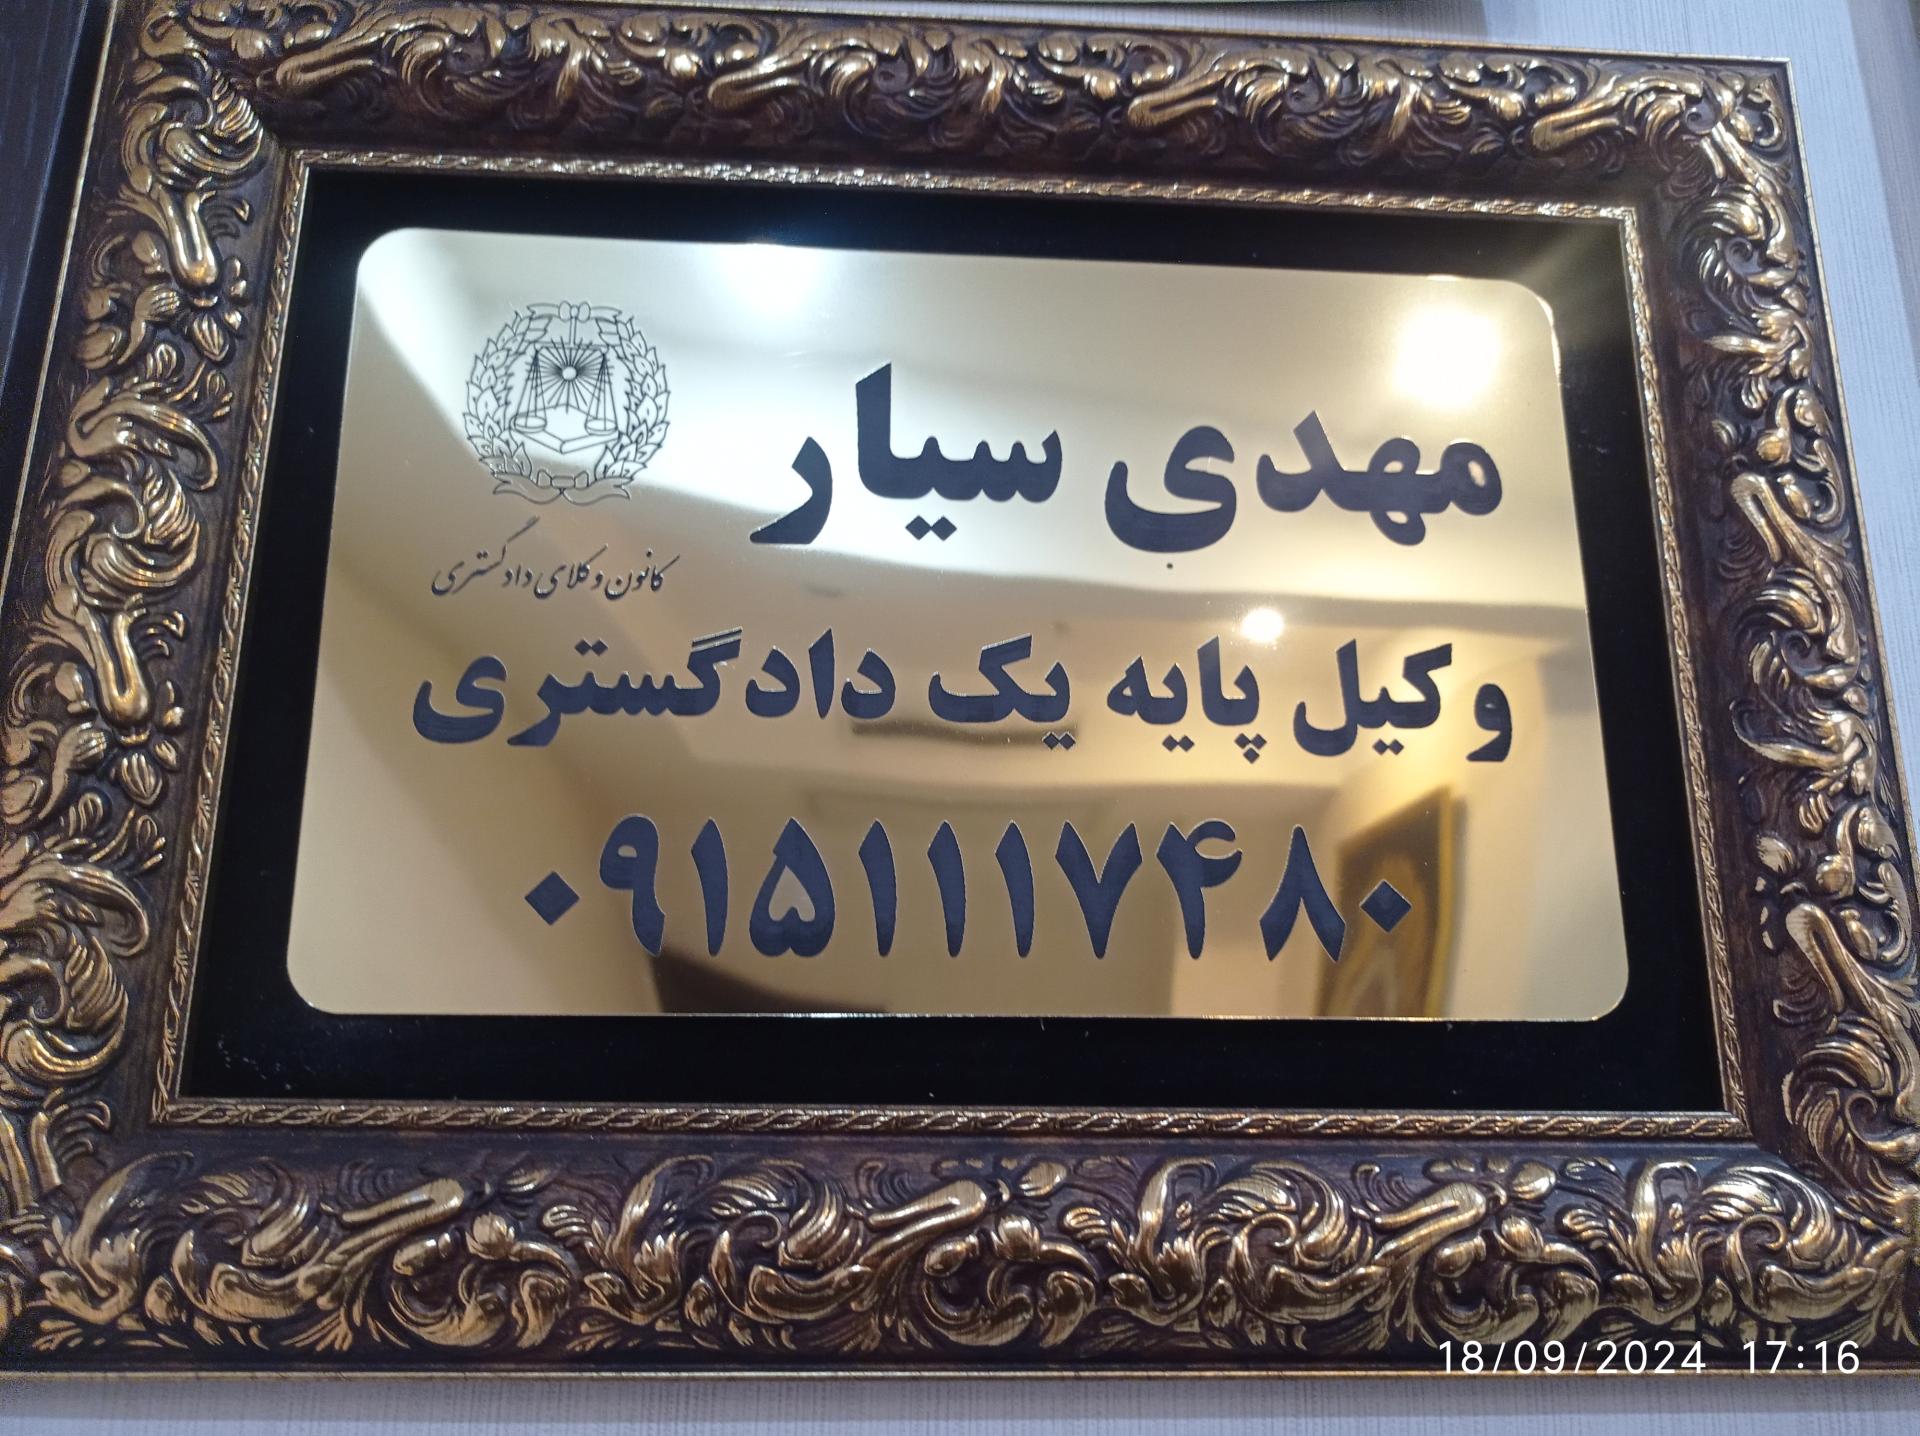 مهدی سیار
کانون وکلای دادگستری
وکیل پایه یک دادگستری
۰۹۱۵۱۱۱۷۴۸۰
18/09/2024 17:16